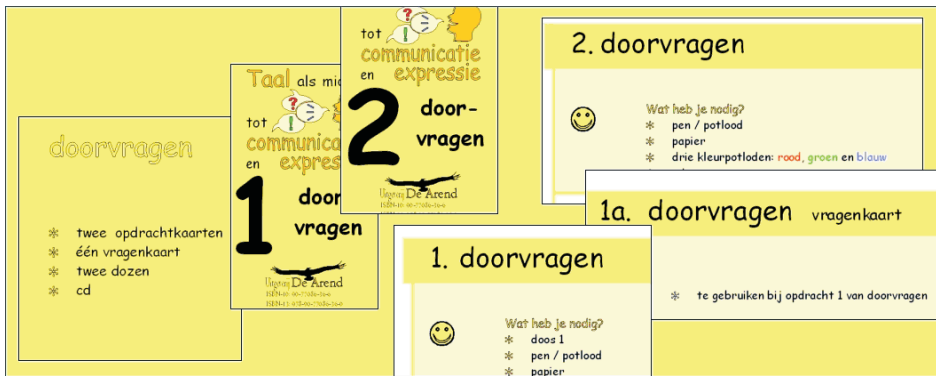 doorvragen
* twee opdrachtkaarten
* één vragenkaart
* twee dozen
* cd
Taal als mid
tot
communica
en expres
1
door
vragen
Uitgeverij De Arend
tot
communicatie
en expressie
2
door-
vragen
Uitgeverij De Arend
1. doorvragen
Wat heb je nodig?
* doos 1
* pen / potlood
* papier
2. doorvragen
Wat heb je nodig?
* pen / potlood
* papier
* drie kleurpotloden: rood, groen en blauw
1a. doorvragen vragenkaart
* te gebruiken bij opdracht 1 van doorvragen